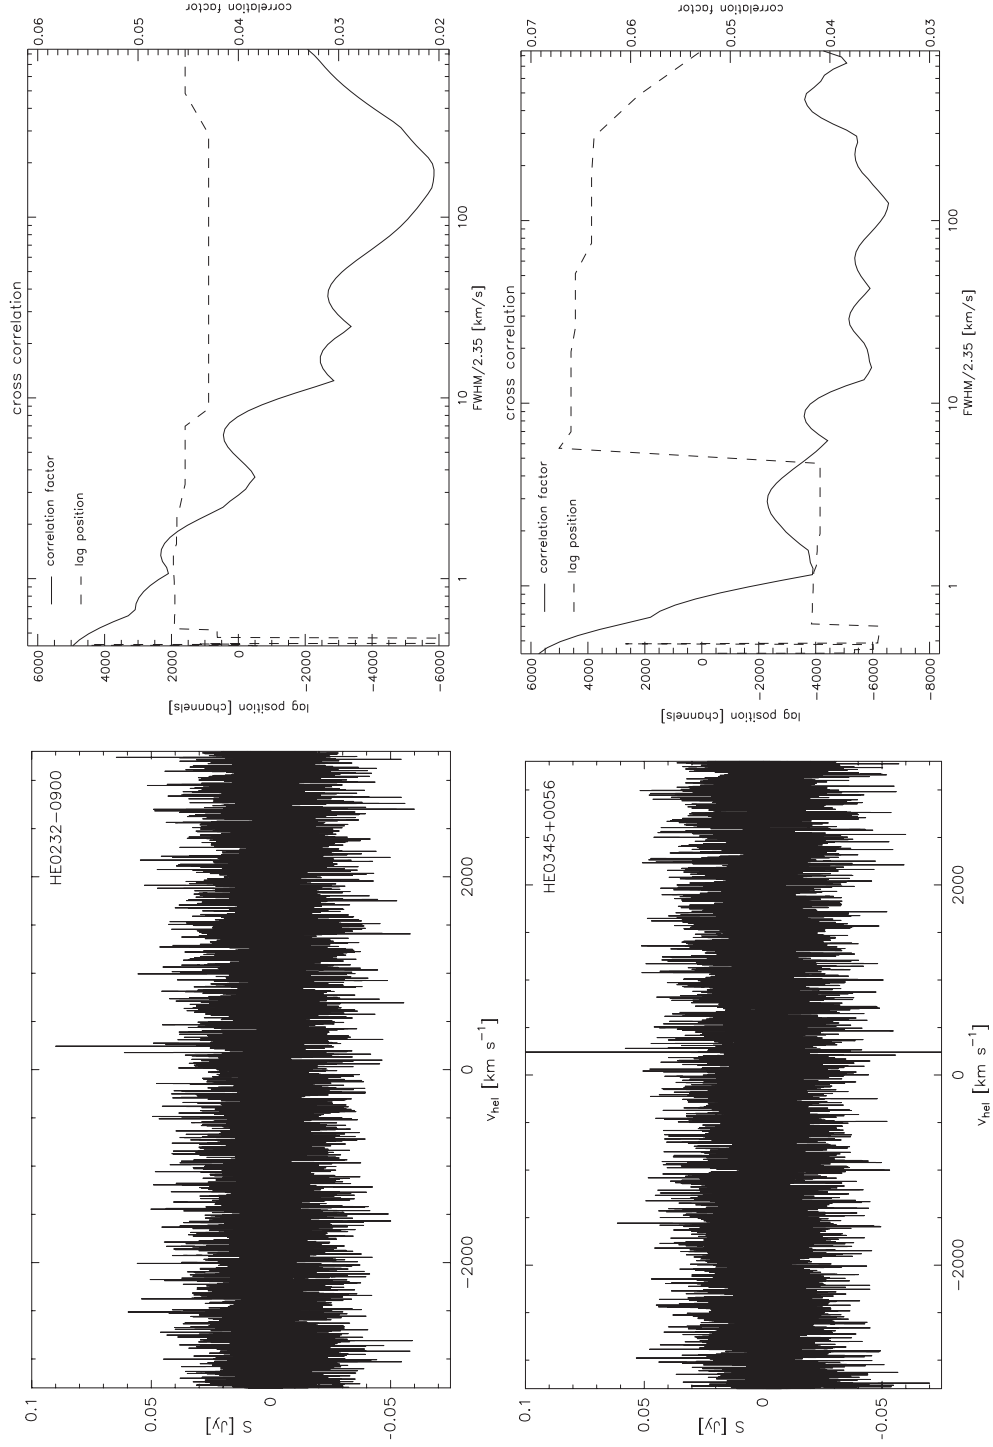 HE0232−0900
0.1
0.05
0
−0.05
S [Jy]
−2000
0
2000
v_hel [km s⁻¹]
cross correlation
correlation factor
lag position
6000
4000
2000
0
−2000
−4000
−6000
lag position [channels]
0.06
0.05
0.04
0.03
0.02
correlation factor
1
10
100
FWHM/2.35 [km/s]
HE0345+0056
0.1
0.05
0
−0.05
S [Jy]
−2000
0
2000
v_hel [km s⁻¹]
cross correlation
correlation factor
lag position
6000
4000
2000
0
−2000
−4000
−6000
−8000
lag position [channels]
0.07
0.06
0.05
0.04
0.03
correlation factor
1
10
100
FWHM/2.35 [km/s]